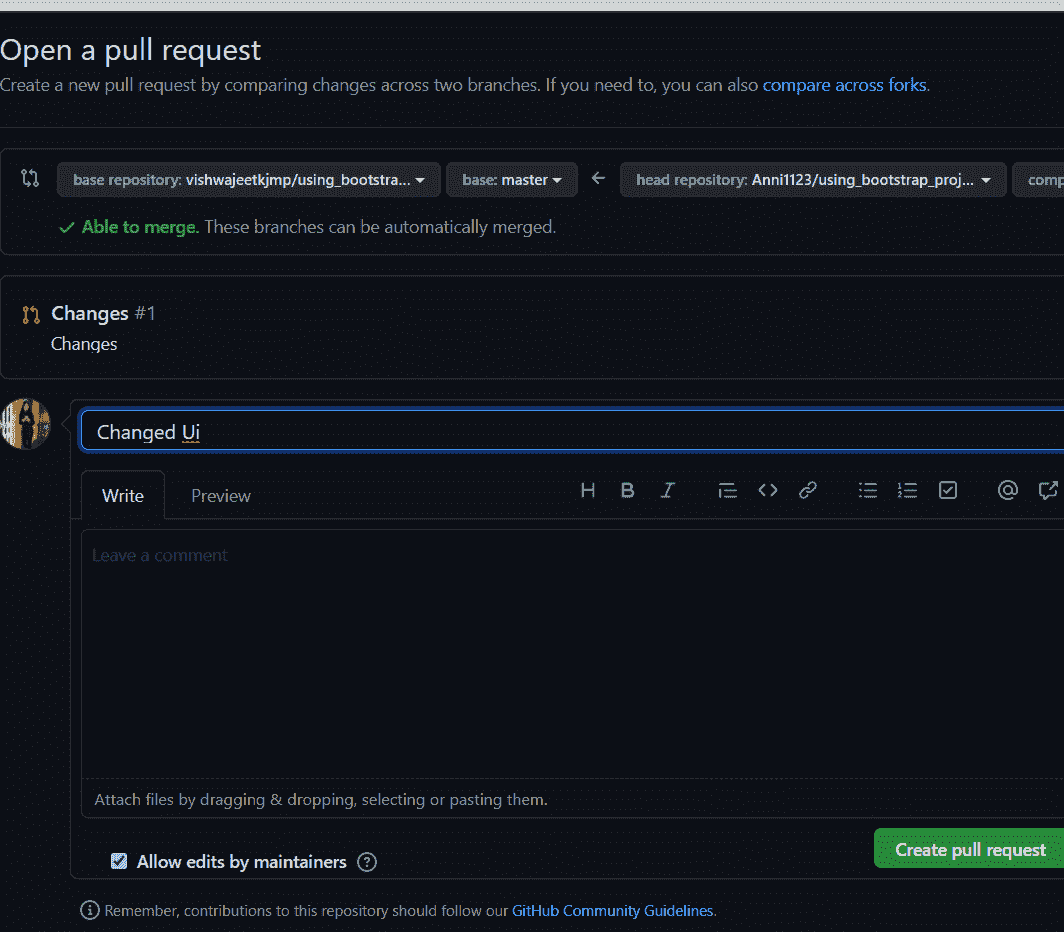 Open a pull request
Create a new pull request by comparing changes across two branches. If you need to, you can also compare across forks.
base repository: vishwajeetkjmp/using_bootstra... base: master head repository: Anni1123/using_bootstrap_proj... comp
Able to merge. These branches can be automatically merged.
Changes #1
Changes
Changed Ui
Write Preview
Leave a comment
Attach files by dragging & dropping, selecting or pasting them.
Allow edits by maintainers
Create pull request
Remember, contributions to this repository should follow our GitHub Community Guidelines.